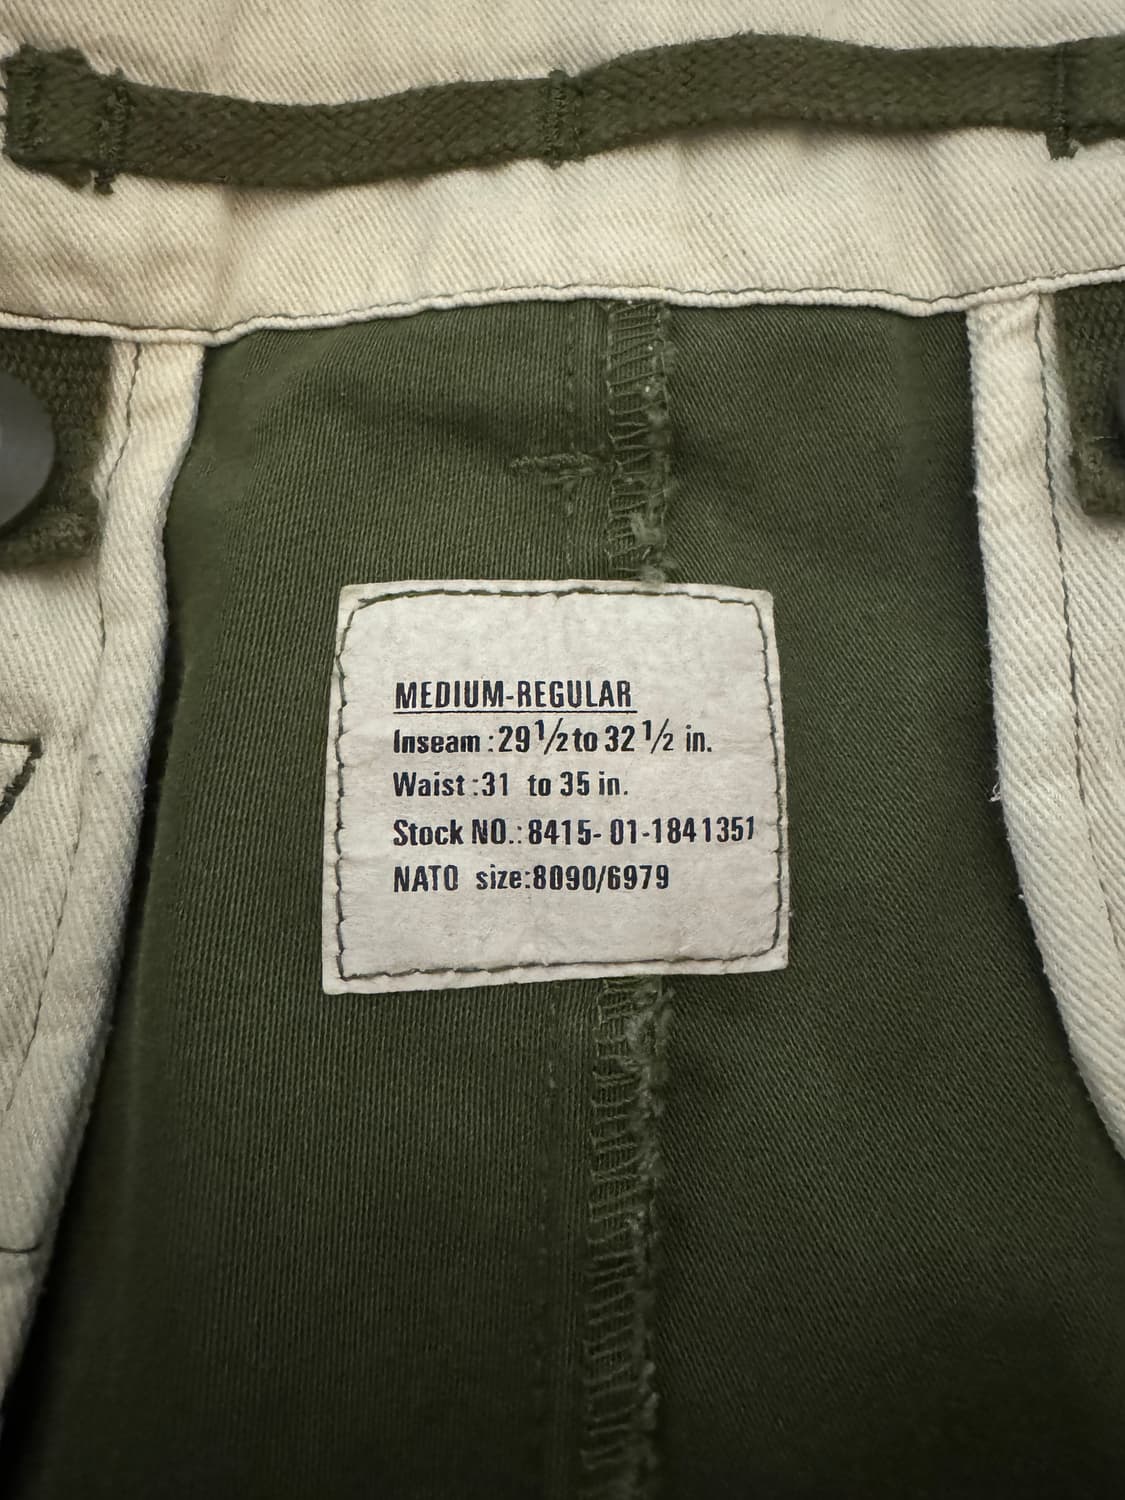 MEDIUM-REGULAR
Inseam :29 1/2 to 32 1/2 in.
Waist :31 to 35 in.
Stock NO.: 8415- 01-1841351
NATO size:8090/6979